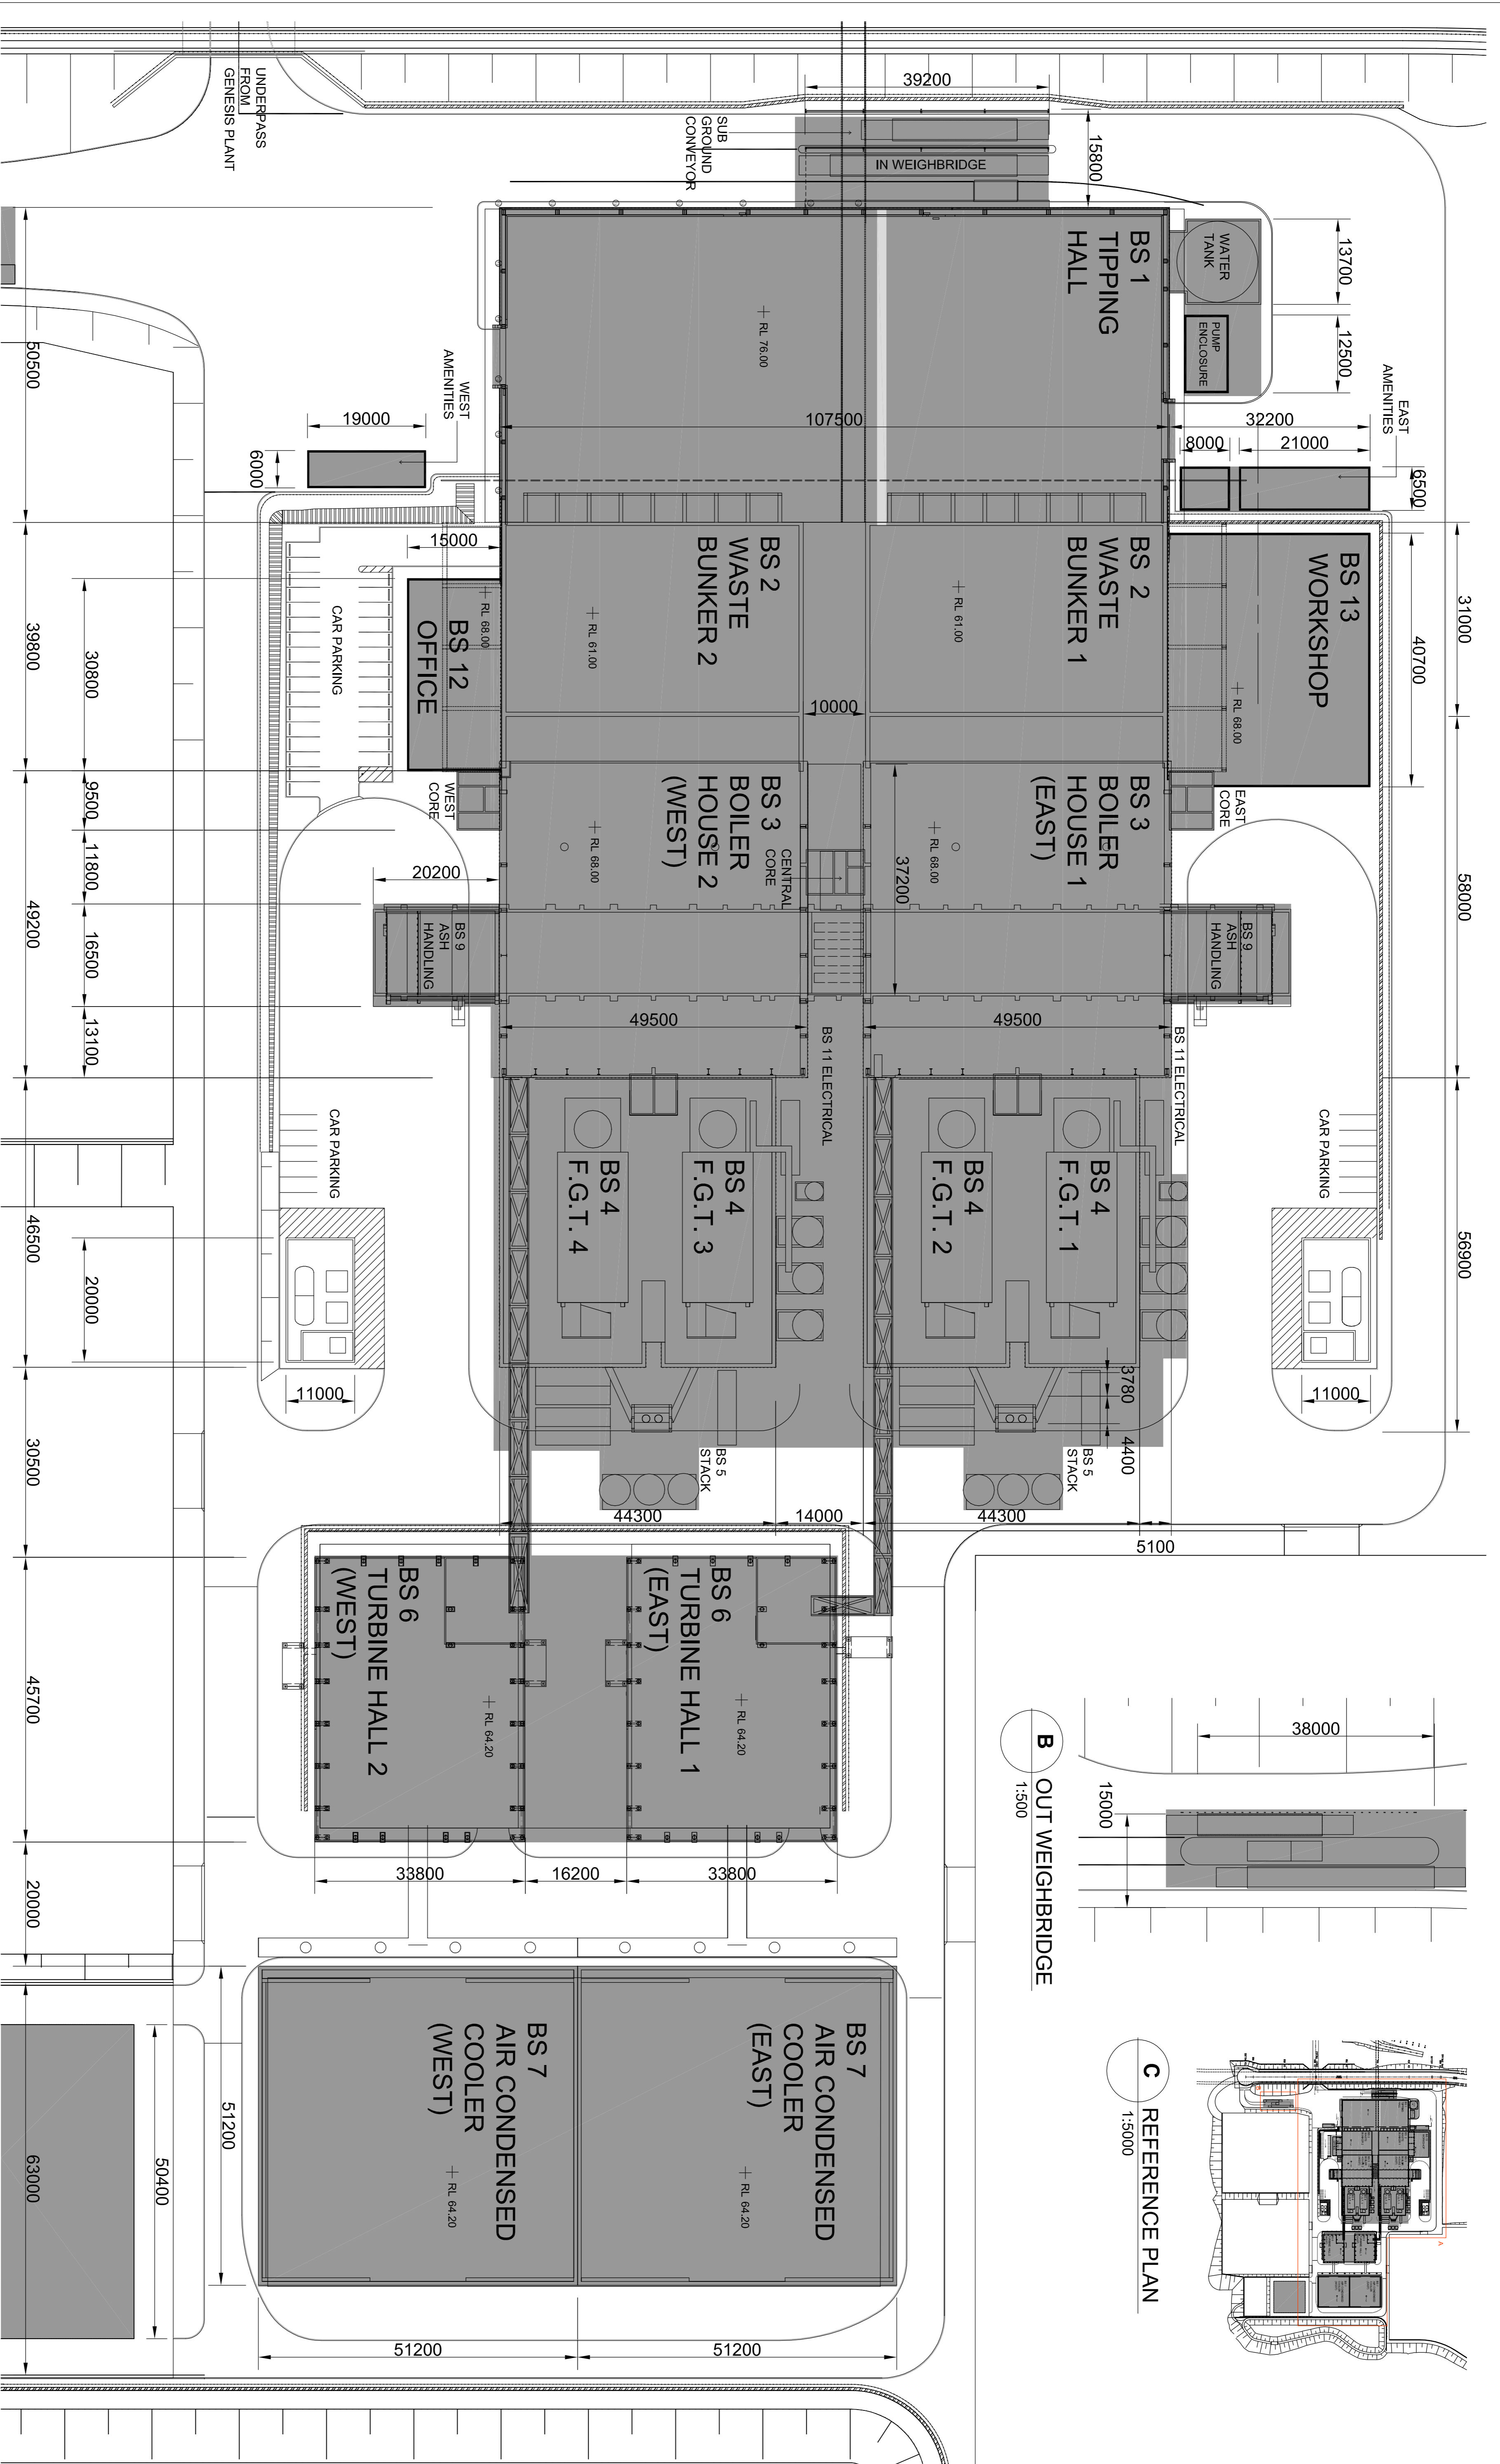 UNDERPASS
FROM
GENESIS PLANT
39200
15800
SUB
GROUND
CONVEYOR
IN WEIGHBRIDGE
WATER
TANK
13700
PUMP
ENCLOSURE
12500
BS 1
TIPPING
HALL
RL 76.00
107500
EAST
AMENITIES
32200
8000
21000
6500
WEST
AMENITIES
19000
6000
50500
15000
BS 2
WASTE
BUNKER 2
RL 61.00
BS 2
WASTE
BUNKER 1
RL 61.00
BS 13
WORKSHOP
RL 68.00
31000
40700
BS 12
OFFICE
RL 68.00
CAR PARKING
10000
30800
39800
WEST
CORE
EAST
CORE
BS 3
BOILER
HOUSE 2
(WEST)
RL 68.00
CENTRAL
CORE
37200
BS 3
BOILER
HOUSE 1
(EAST)
RL 68.00
58000
9500
11800
16500
13100
49200
20200
BS 9
ASH
HANDLING
BS 9
ASH
HANDLING
49500
49500
BS 11 ELECTRICAL
BS 11 ELECTRICAL
CAR PARKING
CAR PARKING
BS 4
F.G.T. 4
BS 4
F.G.T. 3
BS 4
F.G.T. 2
BS 4
F.G.T. 1
56900
46500
20000
11000
11000
3780
4400
BS 5
STACK
BS 5
STACK
30500
44300
14000
44300
5100
BS 6
TURBINE HALL 2
(WEST)
RL 64.20
BS 6
TURBINE HALL 1
(EAST)
RL 64.20
45700
33800
16200
33800
20000
BS 7
AIR CONDENSED
COOLER
(WEST)
RL 64.20
BS 7
AIR CONDENSED
COOLER
(EAST)
RL 64.20
51200
50400
63000
51200
51200
38000
15000
B
OUT WEIGHBRIDGE
1:500
C
REFERENCE PLAN
1:5000
A